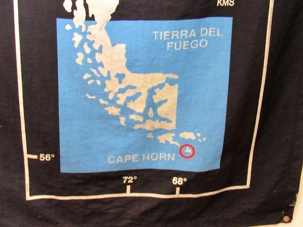 KMS
TIERRA DEL
FUEGO
56°
CAPE HORN
72° 68°